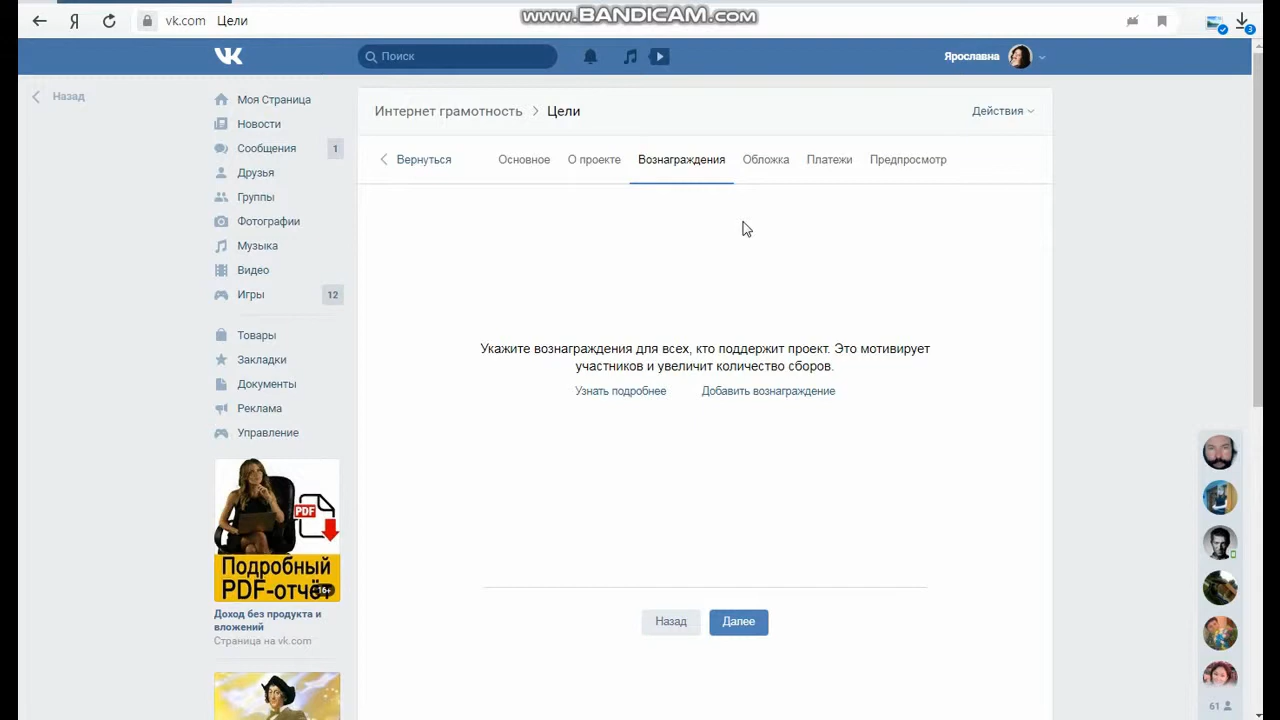 www.BANDICAM.com
vk.com Цели
3
Поиск
Ярославна
Назад
Моя Страница
Новости
Сообщения 1
Друзья
Группы
Фотографии
Музыка
Видео
Игры 12
Товары
Закладки
Документы
Реклама
Управление
PDF
Подробный
PDF-отчёт
16+
Доход без продукта и
вложений
Страница на vk.com
Интернет грамотность > Цели
Действия
Вернуться
Основное О проекте Вознаграждения Обложка Платежи Предпросмотр
Укажите вознаграждения для всех, кто поддержит проект. Это мотивирует
участников и увеличит количество сборов.
Узнать подробнее Добавить вознаграждение
Назад Далее
61